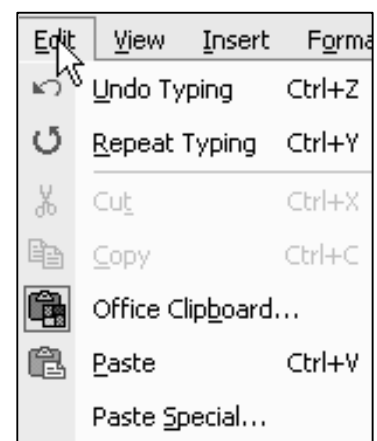 Edit View Insert Forma
Undo Typing Ctrl+Z
Repeat Typing Ctrl+Y
Cut Ctrl+X
Copy Ctrl+C
Office Clipboard...
Paste Ctrl+V
Paste Special...